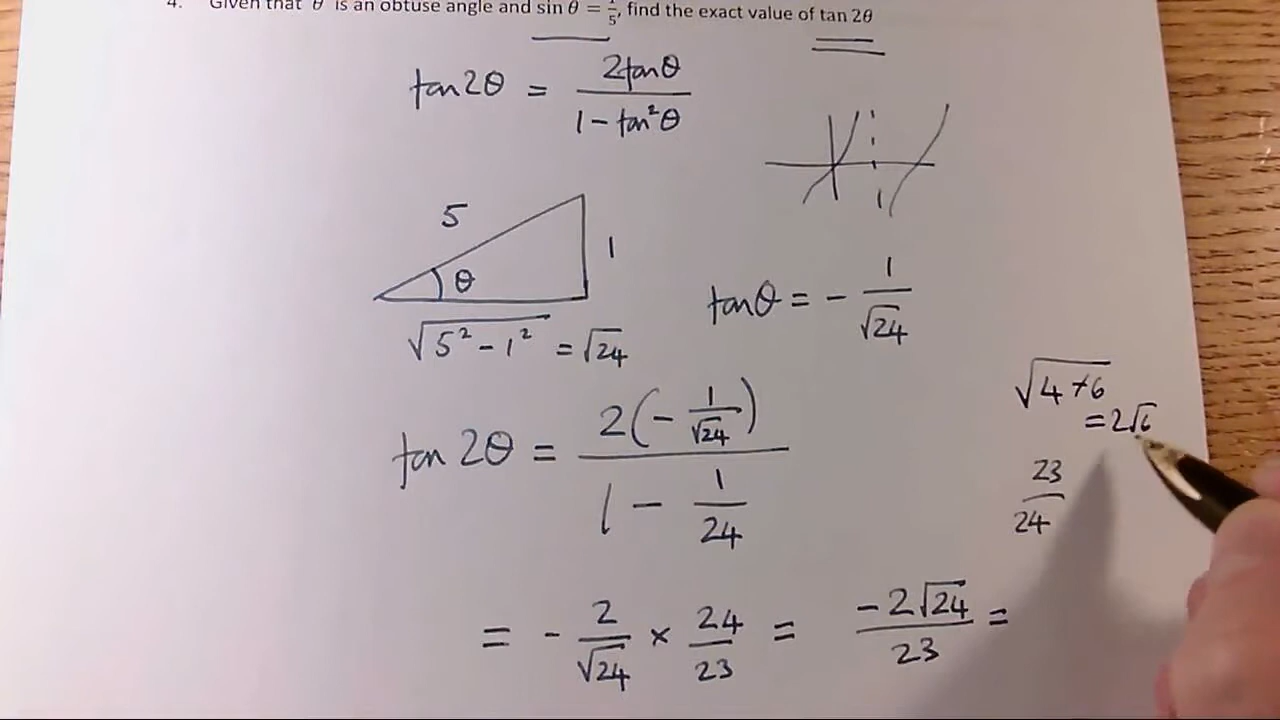 4. Given that θ is an obtuse angle and sin θ = 1/5, find the exact value of tan 2θ
tan2θ = 2tanθ / 1 − tan²θ
5
θ
1
√5² − 1² = √24
tanθ = − 1/√24
√4×6
= 2√6
tan 2θ = 2(− 1/√24) / 1 − 1/24
23/24
= − 2/√24 × 24/23 = −2√24/23 =